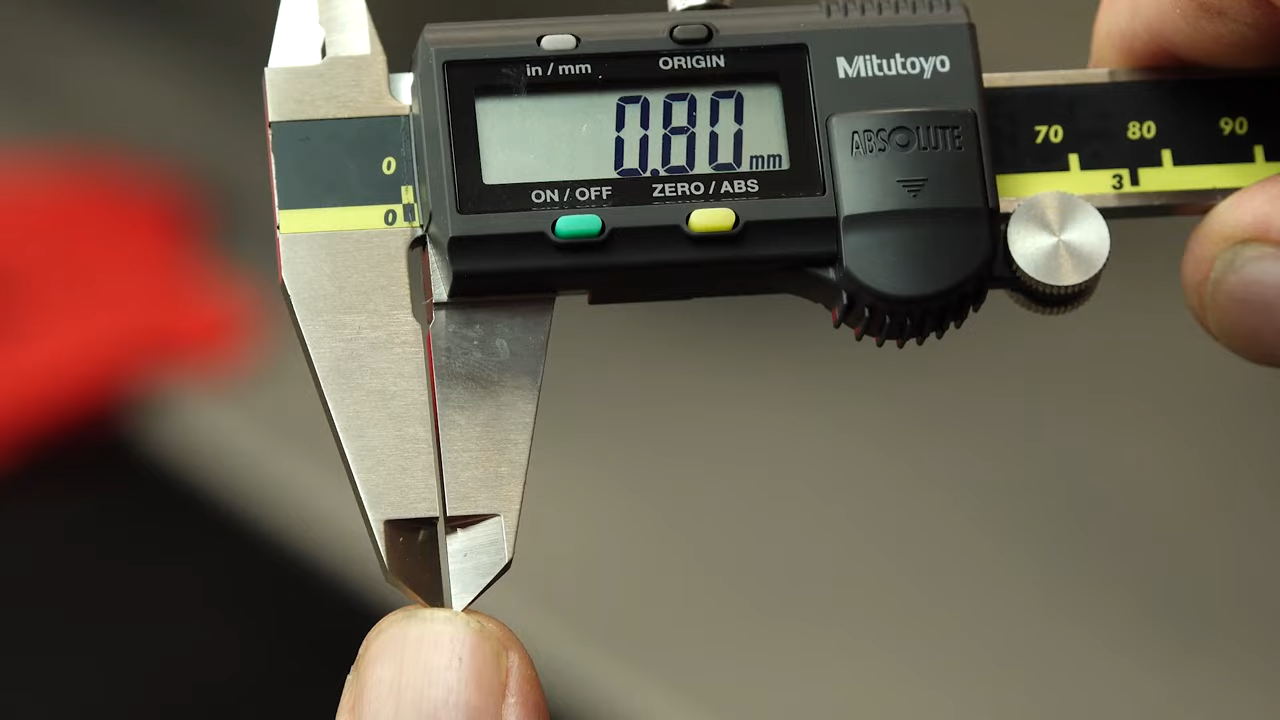 in / mm
ORIGIN
Mitutoyo
0.80 mm
ABSOLUTE
ON / OFF
ZERO / ABS
0
0
70 80 90
3